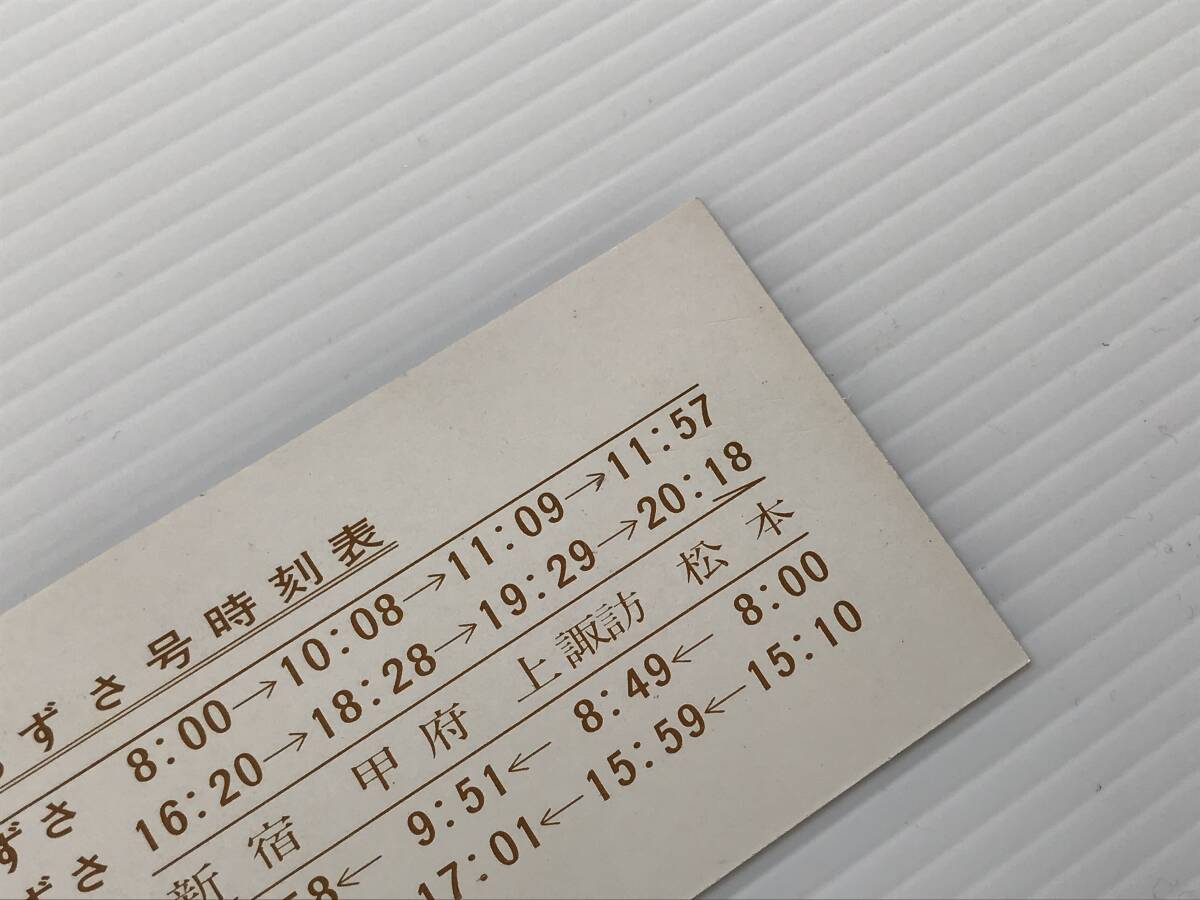 ずさ号時刻表
ずさ 8:00→10:08→11:09→11:57
ずさ 16:20→18:28→19:29→20:18
新宿 甲府 上諏訪 松本
58← 9:51← 8:49← 8:00
17:01←15:59←15:10